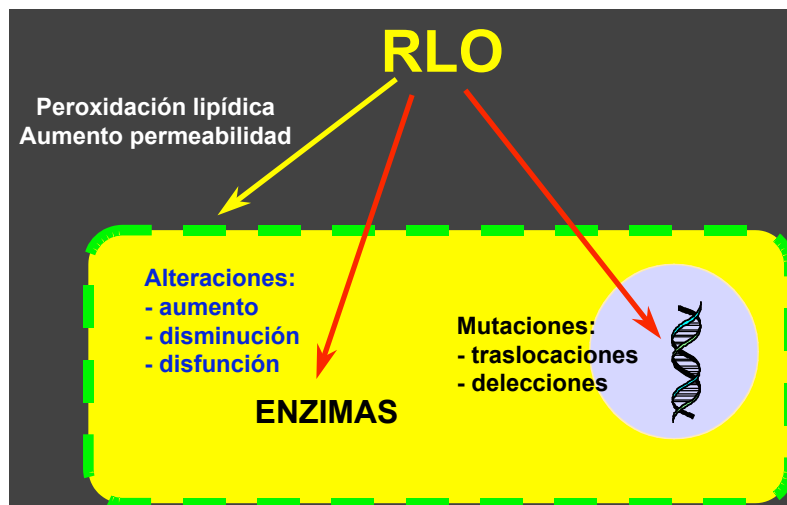 RLO
Peroxidación lipídica
Aumento permeabilidad
Alteraciones:
- aumento
- disminución
- disfunción
ENZIMAS
Mutaciones:
- traslocaciones
- delecciones